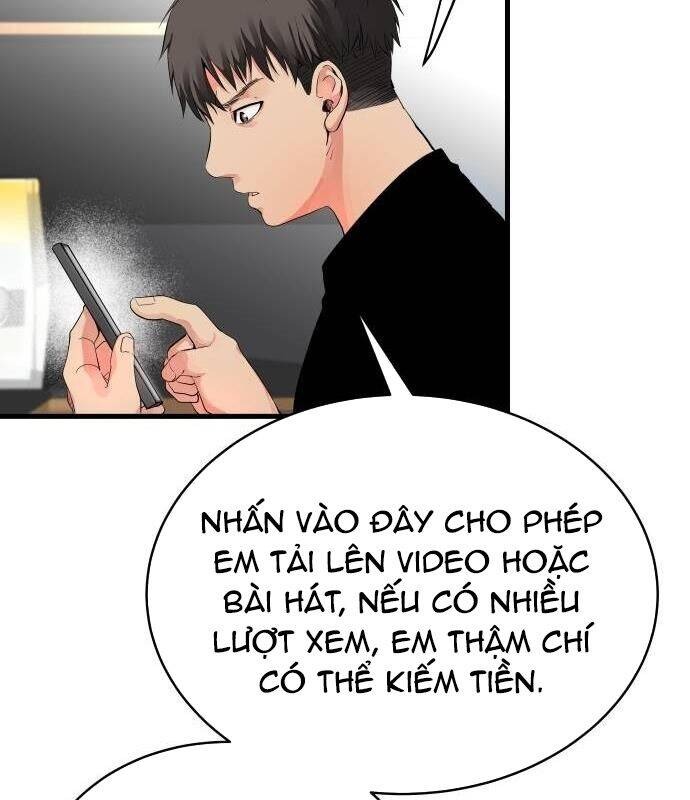 NHẤN VÀO ĐÂY CHO PHÉP
EM TẢI LÊN VIDEO HOẶC
BÀI HÁT, NẾU CÓ NHIỀU
LƯỢT XEM, EM THẬM CHÍ
CÓ THỂ KIẾM TIỀN.